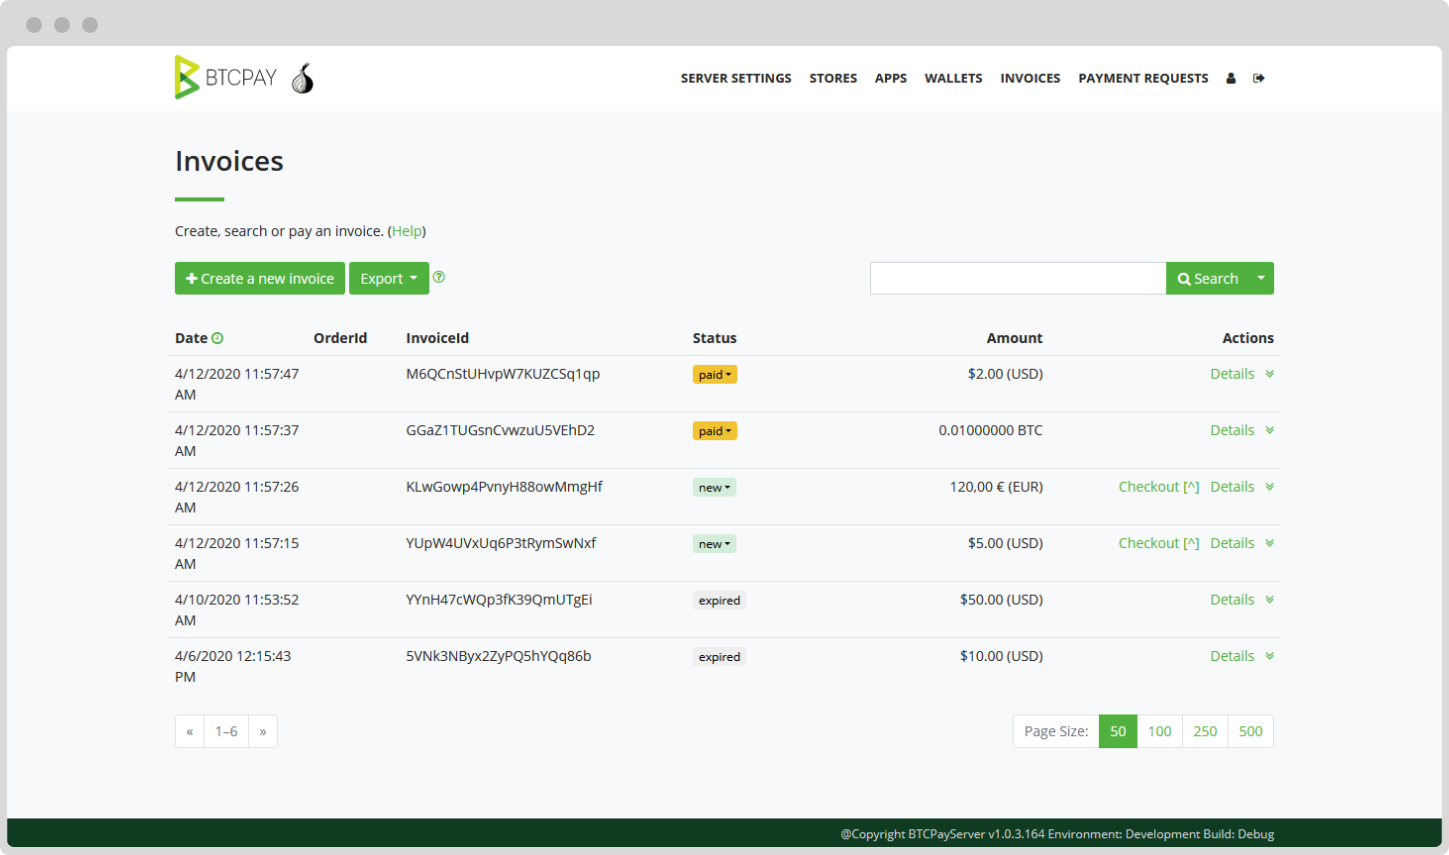 BTCPAY
SERVER SETTINGS STORES APPS WALLETS INVOICES PAYMENT REQUESTS
Invoices
Create, search or pay an invoice. (Help)
Create a new invoice Export Search
Date OrderId InvoiceId Status Amount Actions
4/12/2020 11:57:47 M6QCnStUHvpW7KUZCSq1qp paid $2.00 (USD) Details
AM
4/12/2020 11:57:37 GGaZ1TUGsnCvwzuU5VEhD2 paid 0.01000000 BTC Details
AM
4/12/2020 11:57:26 KLwGowp4PvnyH88owMmgHf new 120,00 € (EUR) Checkout [^] Details
AM
4/12/2020 11:57:15 YUpW4UVxUq6P3tRymSwNxf new $5.00 (USD) Checkout [^] Details
AM
4/10/2020 11:53:52 YYnH47cWQp3fK39QmUTgEi expired $50.00 (USD) Details
AM
4/6/2020 12:15:43 5VNk3NByx2ZyPQ5hYQq86b expired $10.00 (USD) Details
PM
« 1–6 » Page Size: 50 100 250 500
@Copyright BTCPayServer v1.0.3.164 Environment: Development Build: Debug